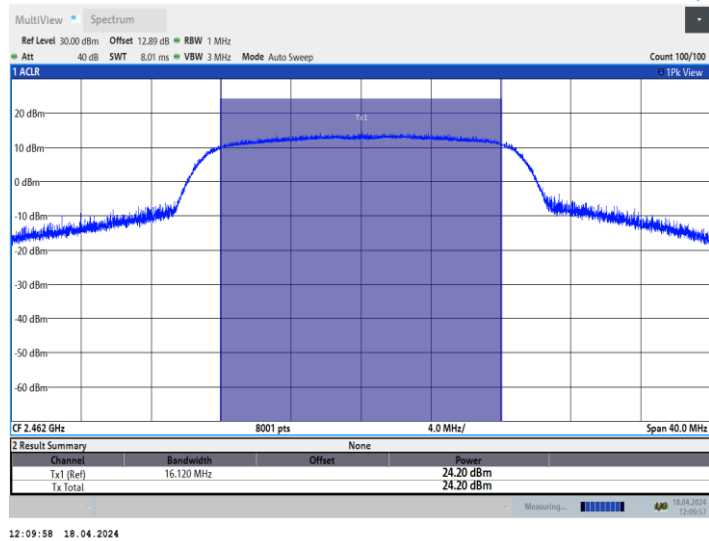 MultiView Spectrum
Ref Level 30.00 dBm Offset 12.89 dB RBW 1 MHz
Att 40 dB SWT 8.01 ms VBW 3 MHz Mode Auto Sweep Count 100/100
1 ACLR 1Pk View
Tx1
20 dBm
10 dBm
0 dBm
-10 dBm
-20 dBm
-30 dBm
-40 dBm
-50 dBm
-60 dBm
CF 2.462 GHz 8001 pts 4.0 MHz/ Span 40.0 MHz
2 Result Summary None
Channel Bandwidth Offset Power
Tx1 (Ref) 16.120 MHz 24.20 dBm
Tx Total 24.20 dBm
Measuring... 18.04.2024
12:09:57
12:09:58 18.04.2024